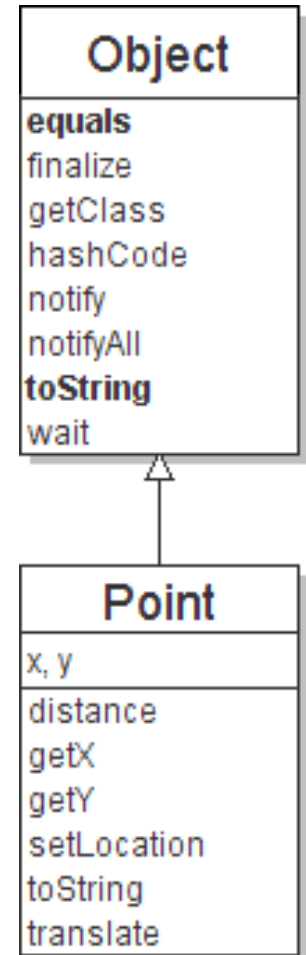 Object
equals
finalize
getClass
hashCode
notify
notifyAll
toString
wait
Point
x, y
distance
getX
getY
setLocation
toString
translate